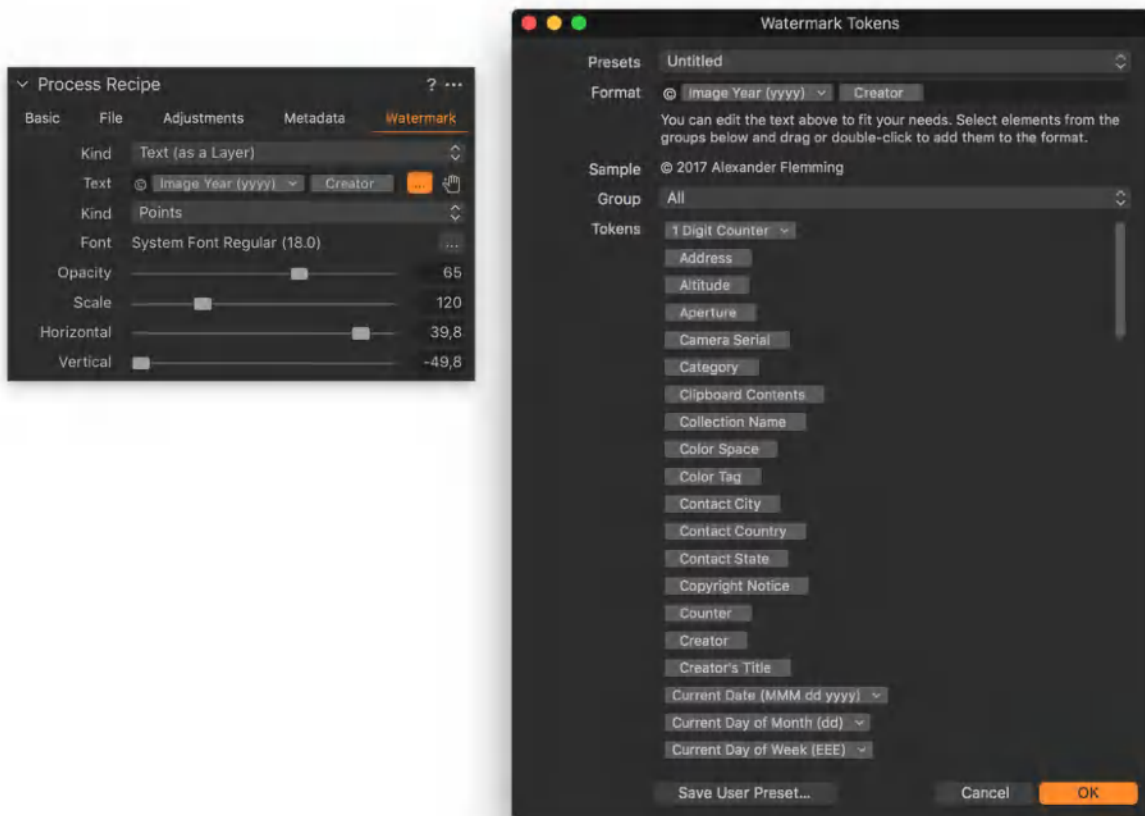 Process Recipe ? ...
Basic File Adjustments Metadata Watermark
Kind Text (as a Layer)
Text © Image Year (yyyy) Creator ...
Kind Points
Font System Font Regular (18.0) ...
Opacity 65
Scale 120
Horizontal 39,8
Vertical -49,8
Watermark Tokens
Presets Untitled
Format © Image Year (yyyy) Creator
You can edit the text above to fit your needs. Select elements from the
groups below and drag or double-click to add them to the format.
Sample © 2017 Alexander Flemming
Group All
Tokens 1 Digit Counter
Address
Altitude
Aperture
Camera Serial
Category
Clipboard Contents
Collection Name
Color Space
Color Tag
Contact City
Contact Country
Contact State
Copyright Notice
Counter
Creator
Creator's Title
Current Date (MMM dd yyyy)
Current Day of Month (dd)
Current Day of Week (EEE)
Save User Preset... Cancel OK